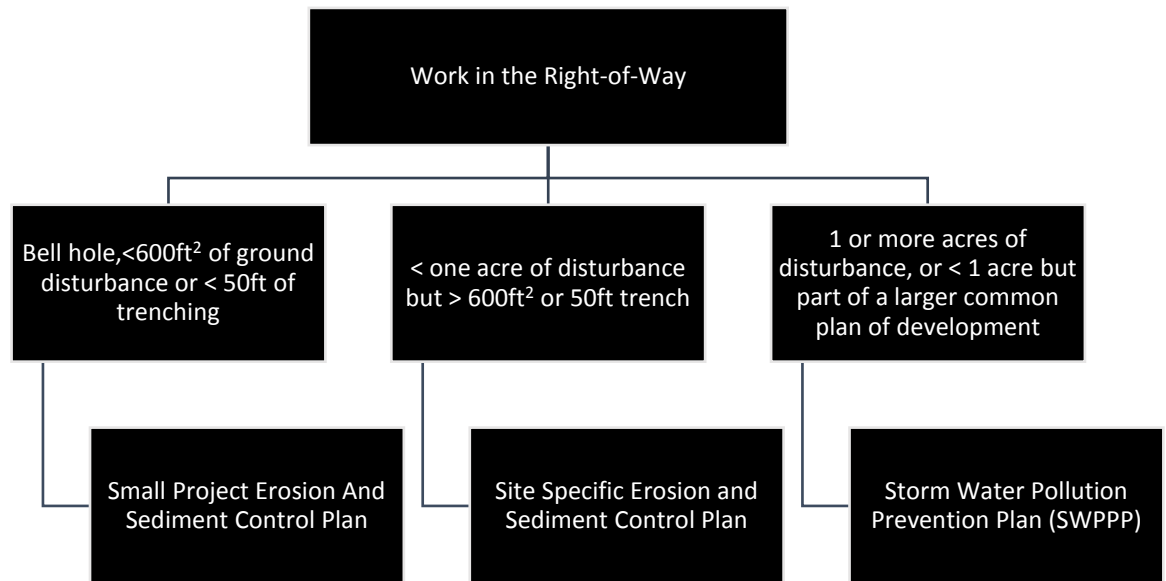 Work in the Right-of-Way
Bell hole,<600ft² of ground
disturbance or < 50ft of
trenching
< one acre of disturbance
but > 600ft² or 50ft trench
1 or more acres of
disturbance, or < 1 acre but
part of a larger common
plan of development
Small Project Erosion And
Sediment Control Plan
Site Specific Erosion and
Sediment Control Plan
Storm Water Pollution
Prevention Plan (SWPPP)